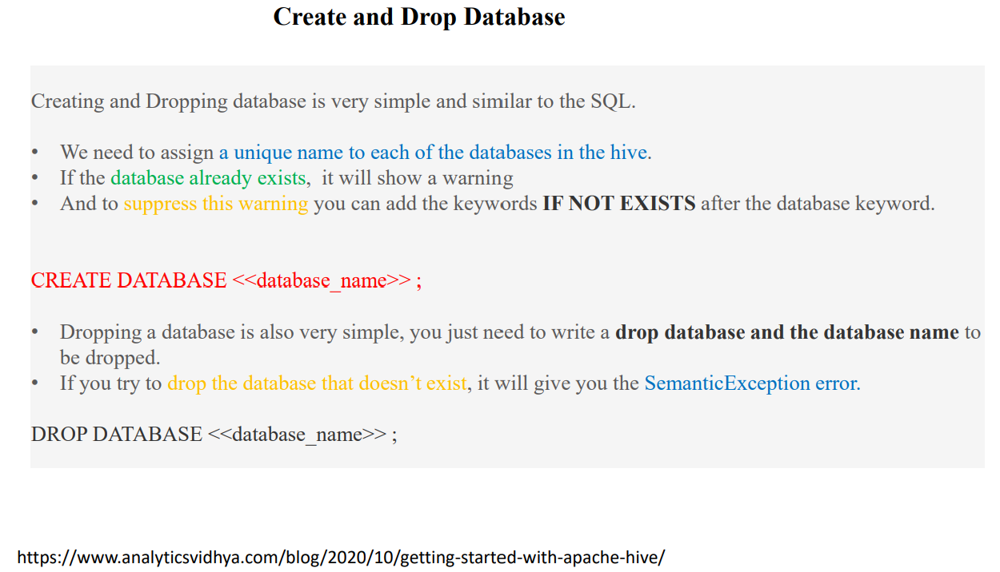 Create and Drop Database
Creating and Dropping database is very simple and similar to the SQL.
• We need to assign a unique name to each of the databases in the hive.
• If the database already exists,  it will show a warning
• And to suppress this warning you can add the keywords IF NOT EXISTS after the database keyword.
CREATE DATABASE <<database_name>> ;
• Dropping a database is also very simple, you just need to write a drop database and the database name to
be dropped.
• If you try to drop the database that doesn’t exist, it will give you the SemanticException error.
DROP DATABASE <<database_name>> ;
https://www.analyticsvidhya.com/blog/2020/10/getting-started-with-apache-hive/